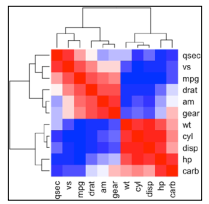 qsec
vs
mpg
drat
am
gear
wt
cyl
disp
hp
carb
qsec
vs
mpg
drat
am
gear
wt
cyl
disp
hp
carb